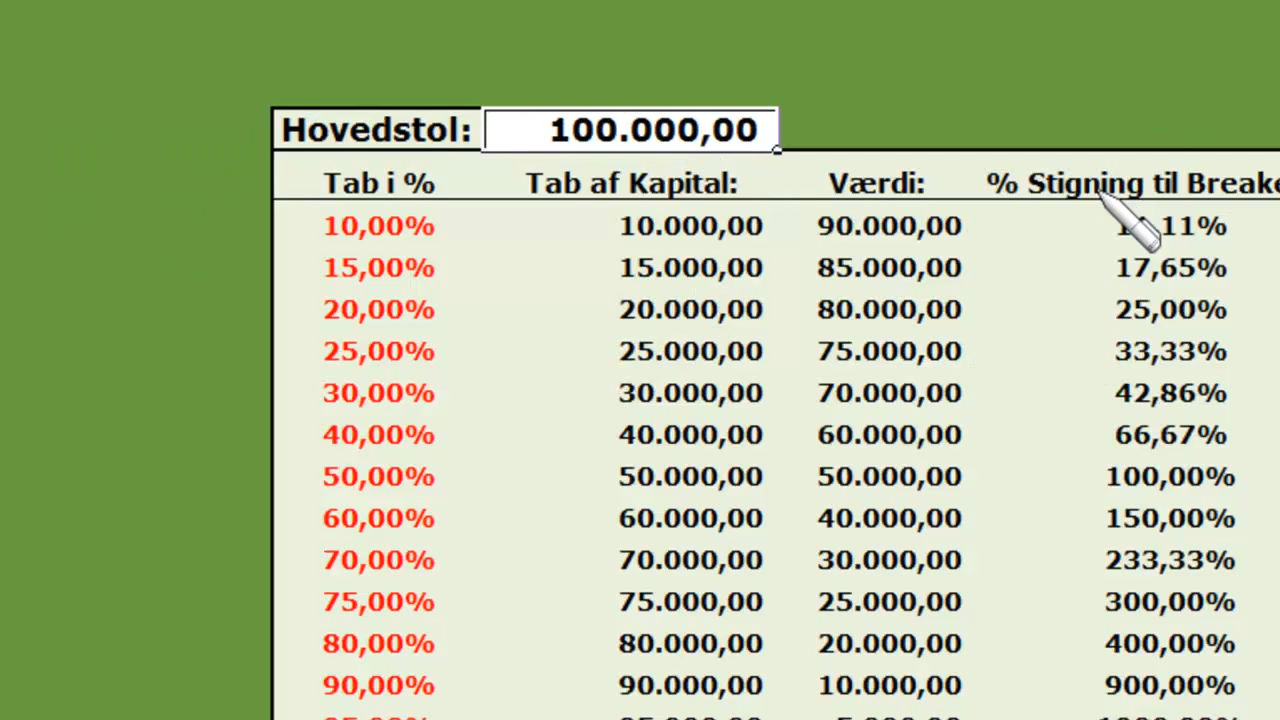 Hovedstol: 100.000,00
Tab i % Tab af Kapital: Værdi: % Stigning til
10,00% 10.000,00 90.000,00
15,00% 15.000,00 85.000,00 17,65%
20,00% 20.000,00 80.000,00 25,00%
25,00% 25.000,00 75.000,00 33,33%
30,00% 30.000,00 70.000,00 42,86%
40,00% 40.000,00 60.000,00 66,67%
50,00% 50.000,00 50.000,00 100,00%
60,00% 60.000,00 40.000,00 150,00%
70,00% 70.000,00 30.000,00 233,33%
75,00% 75.000,00 25.000,00 300,00%
80,00% 80.000,00 20.000,00 400,00%
90,00% 90.000,00 10.000,00 900,00%